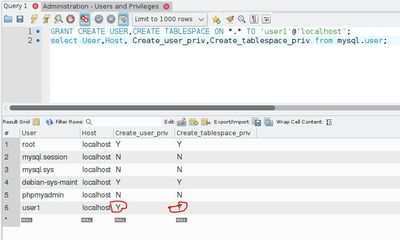 Query 1
Administration - Users and Privileges
Limit to 1000 rows
1
GRANT CREATE USER,CREATE TABLESPACE ON *.* TO 'user1'@'localhost';
2
select User,Host, Create_user_priv,Create_tablespace_priv from mysql.user;
Result Grid
Filter Rows:
Edit:
Export/Import:
Wrap Cell Content:
# User Host Create_user_priv Create_tablespace_priv
1 root localhost Y Y
2 mysql.session localhost N N
3 mysql.sys localhost N N
4 debian-sys-maint localhost Y Y
5 phpmyadmin localhost N N
6 user1 localhost Y Y
* NULL NULL NULL NULL